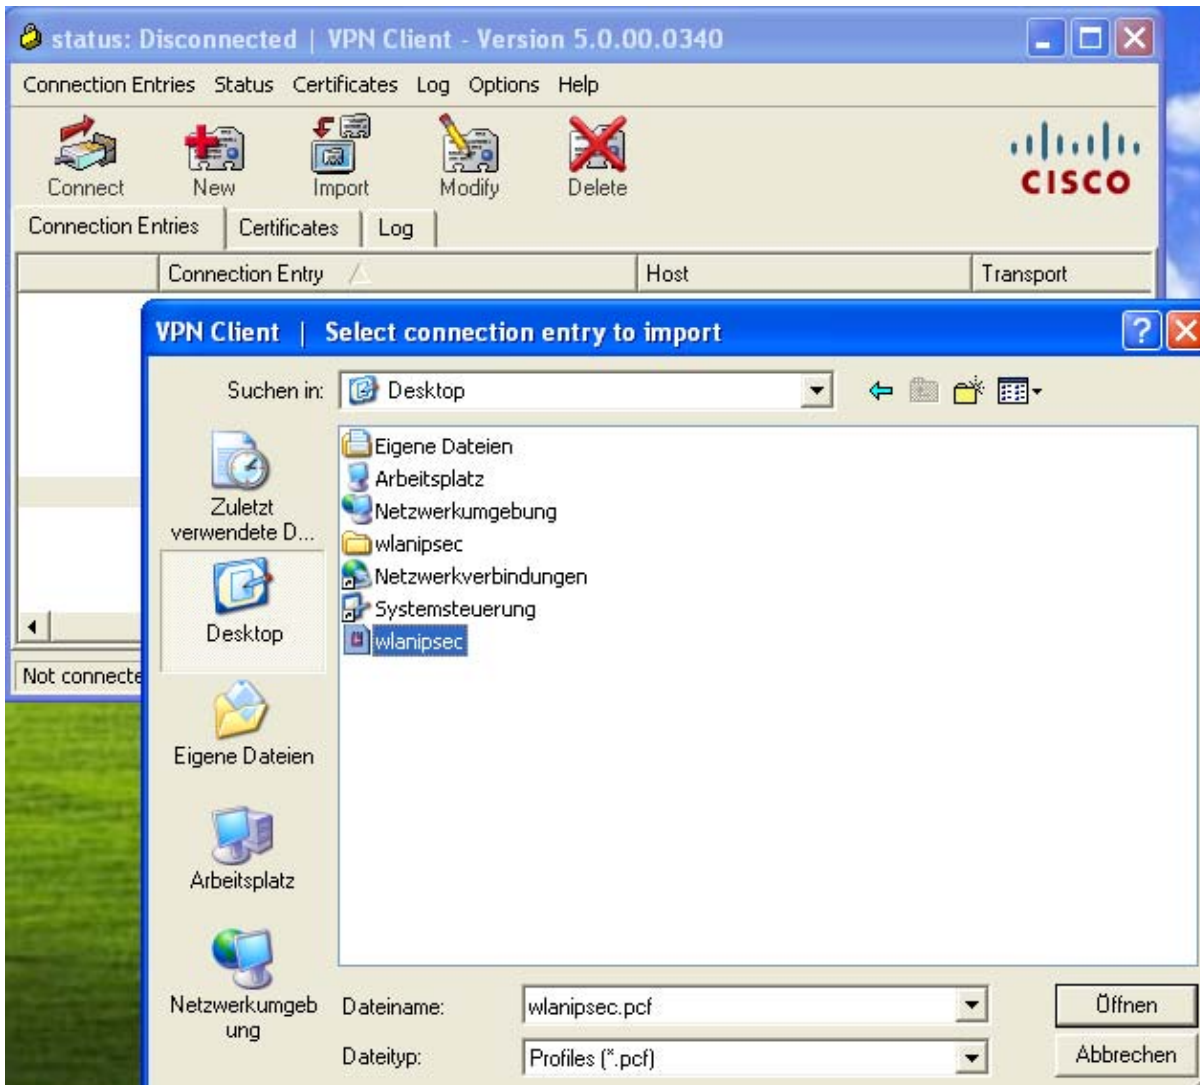 status: Disconnected | VPN Client - Version 5.0.00.0340
Connection Entries Status Certificates Log Options Help
Connect New Import Modify Delete
CISCO
Connection Entries Certificates Log
Connection Entry Host Transport
VPN Client | Select connection entry to import
Suchen in: Desktop
Eigene Dateien
Arbeitsplatz
Netzwerkumgebung
wlanipsec
Netzwerkverbindungen
Systemsteuerung
wlanipsec
Zuletzt
verwendete D...
Desktop
Eigene Dateien
Arbeitsplatz
Netzwerkumgeb
ung
Not connecte
Dateiname: wlanipsec.pcf Öffnen
Dateityp: Profiles (*.pcf) Abbrechen